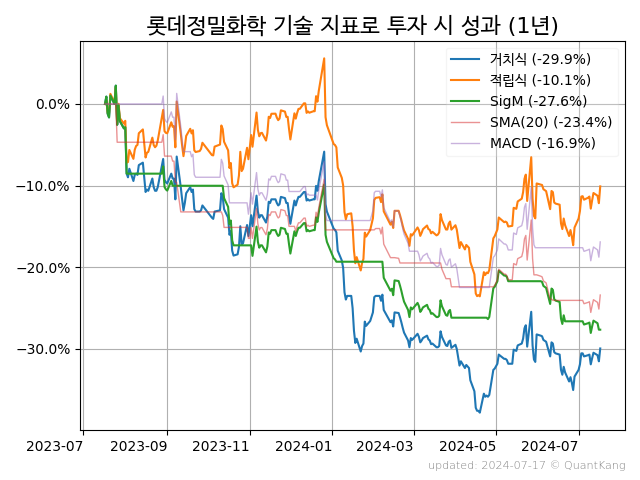 롯데정밀화학 기술 지표로 투자 시 성과 (1년)
거치식 (-29.9%)
적립식 (-10.1%)
SigM (-27.6%)
SMA(20) (-23.4%)
MACD (-16.9%)
0.0%
−10.0%
−20.0%
−30.0%
2023-07 2023-09 2023-11 2024-01 2024-03 2024-05 2024-07
updated: 2024-07-17 © QuantKang